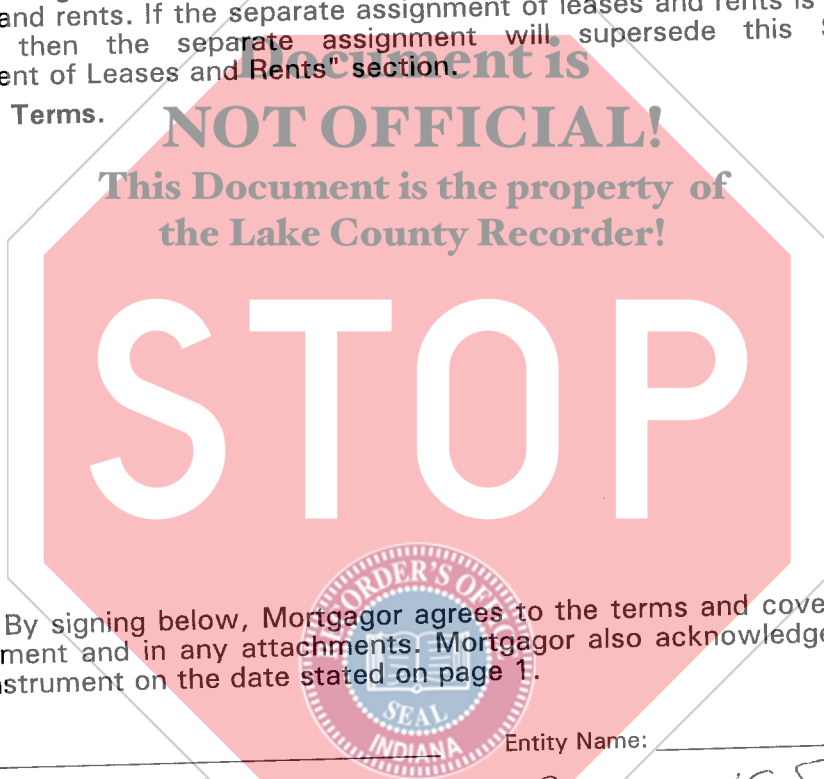 and rents. If the separate assignment of leases and rents is
then the separate assignment will supersede this
ent of Leases and Rents" section.
Document is
Terms.
NOT OFFICIAL!
This Document is the property of
the Lake County Recorder!
STOP
RECORDER'S OFFICE
By signing below, Mortgagor agrees to the terms and cove
ment and in any attachments. Mortgagor also acknowledge
nstrument on the date stated on page 1.
SEAL
INDIANA
Entity Name: